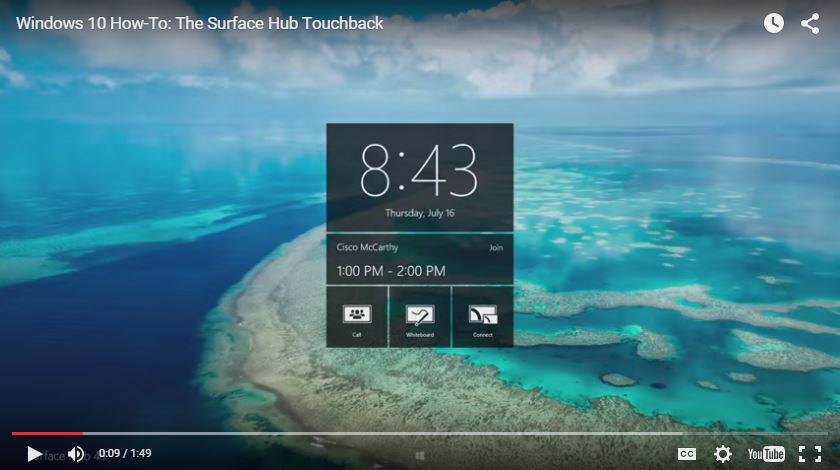 Windows 10 How-To: The Surface Hub Touchback
8:43
Thursday, July 16
Cisco McCarthy Join
1:00 PM - 2:00 PM
Call Whiteboard Connect
0:09 / 1:49 CC YouTube